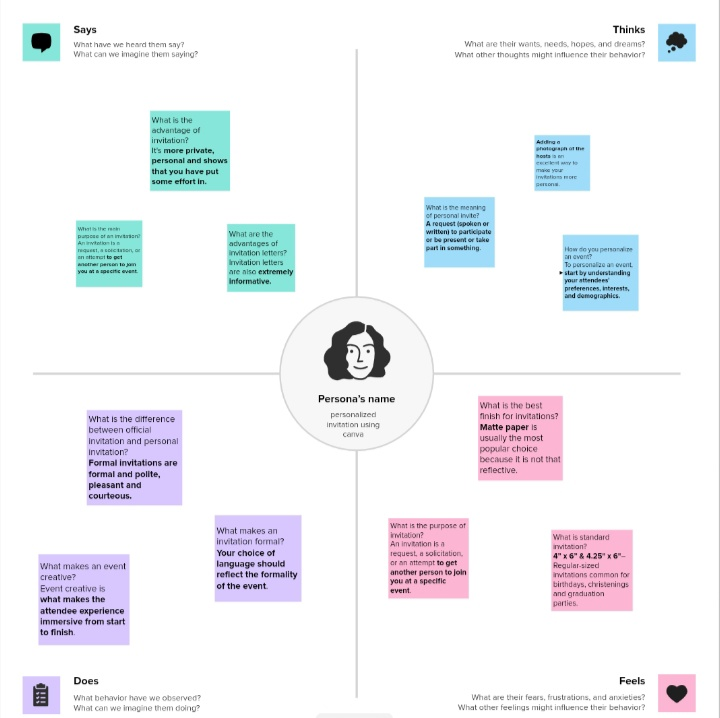 Says
What have we heard them say?
What can we imagine them saying?
Thinks
What are their wants, needs, hopes, and dreams?
What other thoughts might influence their behavior?
What is the
advantage of
invitation?
It's more private,
personal and shows
that you have put
some effort in.
What is the main
purpose of an invitation?
An invitation is a
request, a solicitation, or
an attempt to get
another person to join
you at a specific event.
What are the
advantages of
invitation letters?
Invitation letters
are also extremely
informative.
Adding a
photograph of the
hosts is an
excellent way to
make your
invitations more
personal.
What is the meaning
of personal invite?
A request (spoken or
written) to participate
or be present or take
part in something.
How do you personalize
an event?
To personalize an event,
start by understanding
your attendees'
preferences, interests,
and demographics.
Persona's name
personalized
invitation using
canva
What is the difference
between official
invitation and personal
invitation?
Formal invitations are
formal and polite,
pleasant and
courteous.
What makes an
invitation formal?
Your choice of
language should
reflect the formality
of the event.
What makes an event
creative?
Event creative is
what makes the
attendee experience
immersive from start
to finish.
What is the best
finish for invitations?
Matte paper is
usually the most
popular choice
because it is not that
reflective.
What is the purpose of
invitation?
An invitation is a
request, a solicitation,
or an attempt to get
another person to join
you at a specific
event.
What is standard
invitation?
4" x 6" & 4.25" x 6"–
Regular-sized
invitations common for
birthdays, christenings
and graduation
parties.
Does
What behavior have we observed?
What can we imagine them doing?
Feels
What are their fears, frustrations, and anxieties?
What other feelings might influence their behavior?